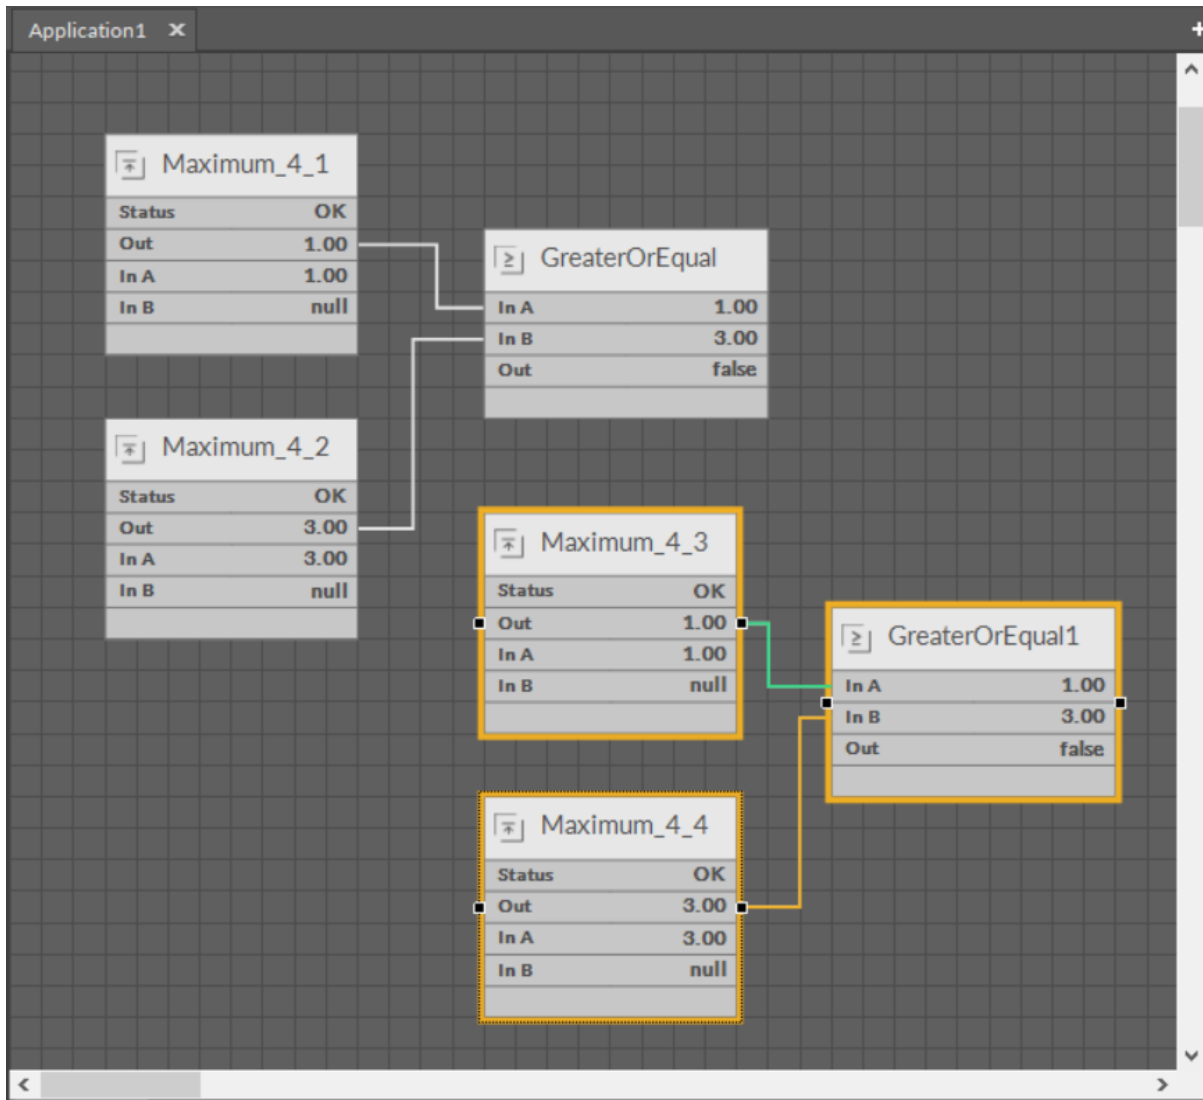 Application1
Maximum_4_1
Status OK
Out 1.00
In A 1.00
In B null
GreaterOrEqual
In A 1.00
In B 3.00
Out false
Maximum_4_2
Status OK
Out 3.00
In A 3.00
In B null
Maximum_4_3
Status OK
Out 1.00
In A 1.00
In B null
GreaterOrEqual1
In A 1.00
In B 3.00
Out false
Maximum_4_4
Status OK
Out 3.00
In A 3.00
In B null